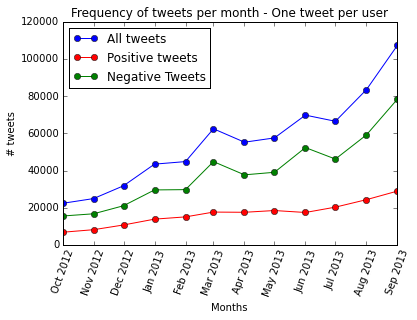 Frequency of tweets per month - One tweet per user
120000
100000
80000
60000
40000
20000
0
# tweets
All tweets
Positive tweets
Negative Tweets
Oct 2012
Nov 2012
Dec 2012
Jan 2013
Feb 2013
Mar 2013
Apr 2013
May 2013
Jun 2013
Jul 2013
Aug 2013
Sep 2013
Months